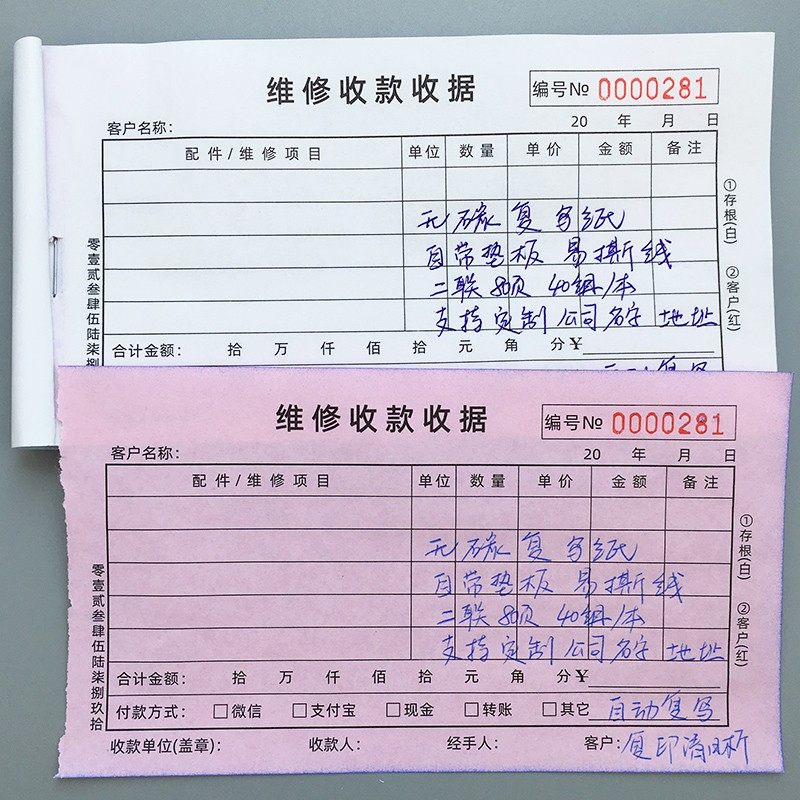 维修收款收据
编号№ 0000281
客户名称: 20 年 月 日
配件/维修项目 单位 数量 单价 金额 备注
无碳复写纸
自带垫板 易撕线
二联80页 40组/本
支持定制 公司名字 地址
合计金额: 拾 万 仟 佰 拾 元 角 分¥
零壹贰叁肆伍陆柒捌
①存根(白) ②客户(红)
维修收款收据
编号№ 0000281
客户名称: 20 年 月 日
配件/维修项目 单位 数量 单价 金额 备注
无碳复写纸
自带垫板 易撕线
二联80页 40组/本
支持定制 公司名字 地址
合计金额: 拾 万 仟 佰 拾 元 角 分¥
付款方式: □微信 □支付宝 □现金 □转账 □其它 自动复写
收款单位(盖章): 收款人: 经手人: 客户: 复印清晰
零壹贰叁肆伍陆柒捌玖拾
①存根(白) ②客户(红)